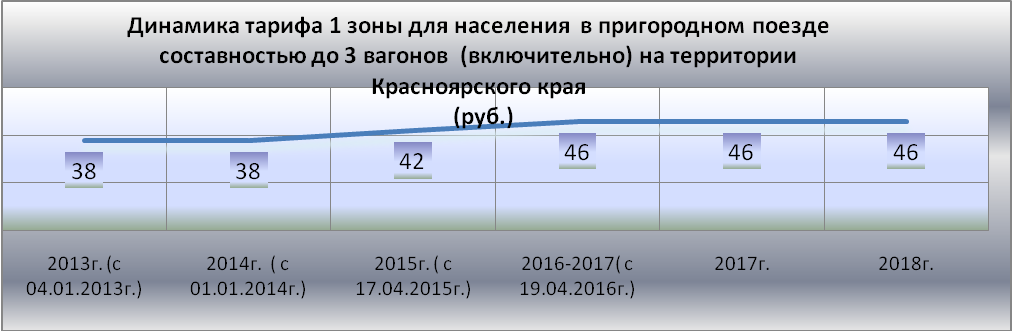 Динамика тарифа 1 зоны для населения в пригородном поезде
составностью до 3 вагонов (включительно) на территории
Красноярского края
(руб.)
38 38 42 46 46 46
2013г. (с 2014г. ( с 2015г. ( с 2016-2017( с 2017г. 2018г.
04.01.2013г.) 01.01.2014г.) 17.04.2015г.) 19.04.2016г.)